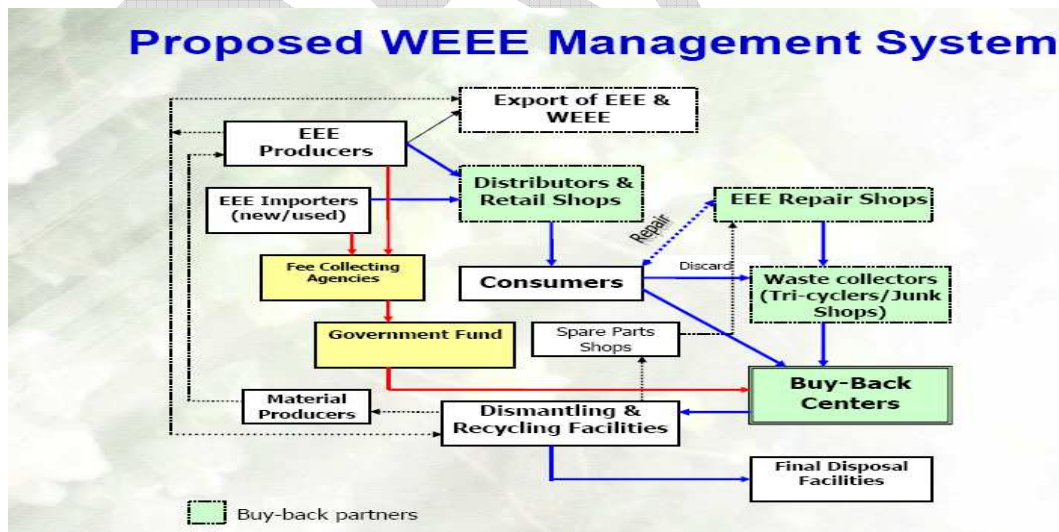 Proposed WEEE Management System
Export of EEE &
WEEE
EEE
Producers
Distributors &
Retail Shops
EEE Repair Shops
EEE Importers
(new/used)
Repair
Fee Collecting
Agencies
Consumers
Discard
Waste collectors
(Tri-cyclers/Junk
Shops)
Government Fund
Spare Parts
Shops
Buy-Back
Centers
Material
Producers
Dismantling &
Recycling Facilities
Final Disposal
Facilities
Buy-back partners